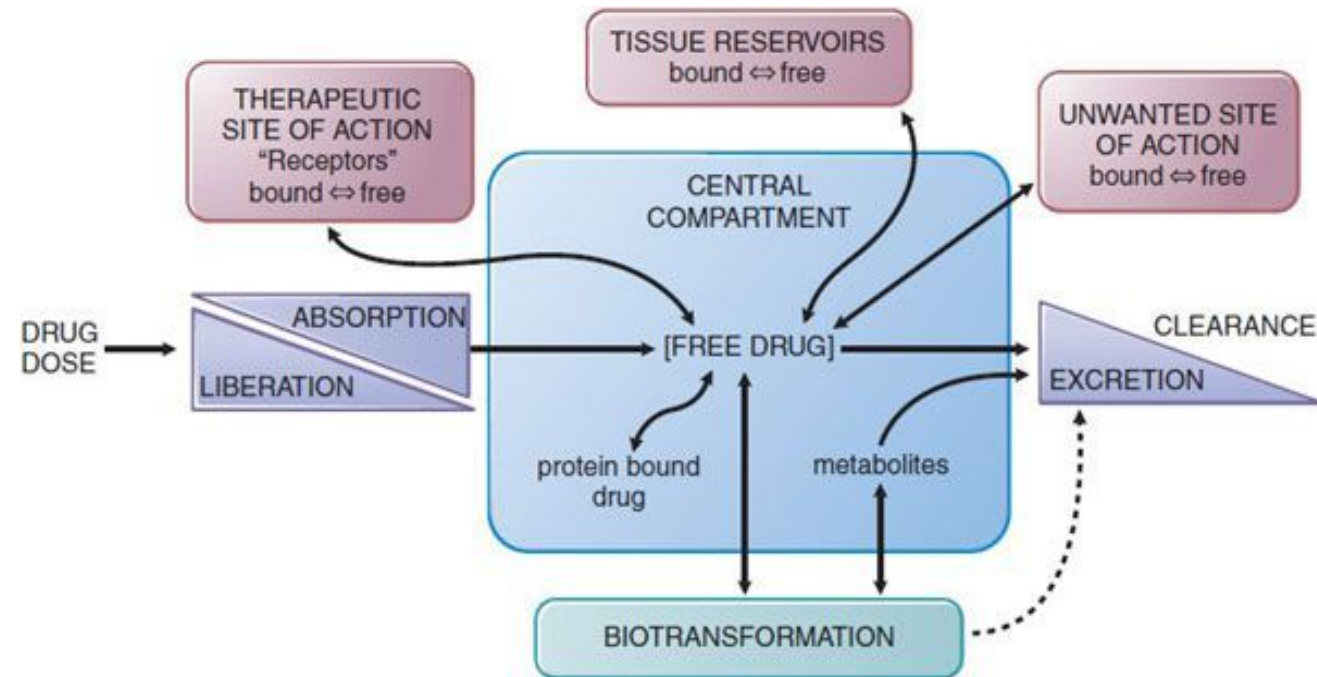 TISSUE RESERVOIRS
bound ⇔ free
THERAPEUTIC
SITE OF ACTION
“Receptors”
bound ⇔ free
UNWANTED SITE
OF ACTION
bound ⇔ free
CENTRAL
COMPARTMENT
DRUG
DOSE
ABSORPTION
LIBERATION
[FREE DRUG]
CLEARANCE
EXCRETION
protein bound
drug
metabolites
BIOTRANSFORMATION